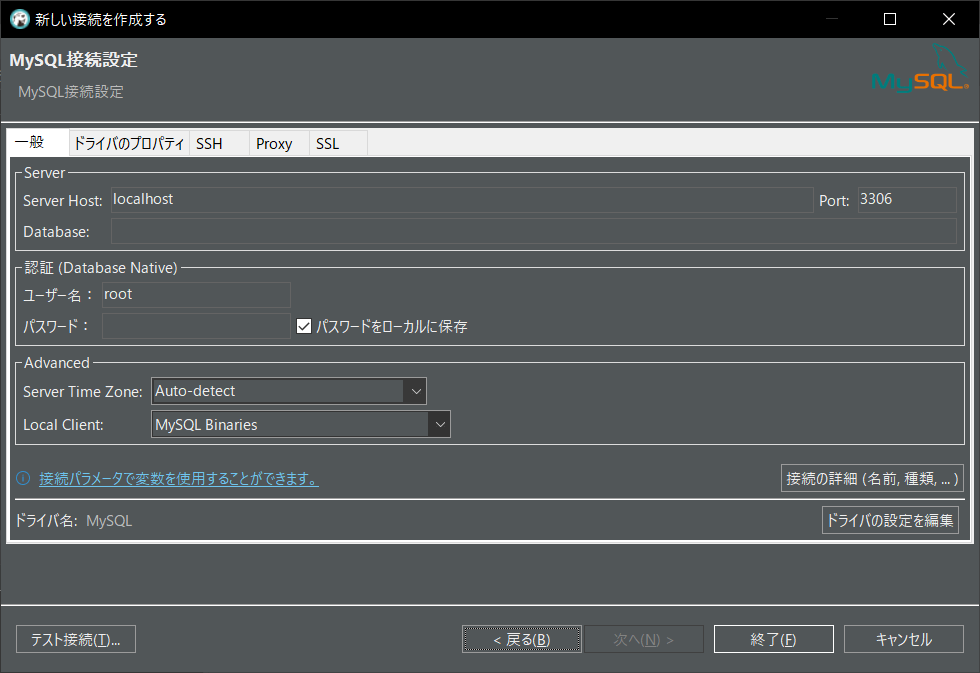 新しい接続を作成する
MySQL接続設定
MySQL接続設定
MySQL®
一般 ドライバのプロパティ SSH Proxy SSL
Server
Server Host: localhost Port: 3306
Database:
認証 (Database Native)
ユーザー名： root
パスワード： パスワードをローカルに保存
Advanced
Server Time Zone: Auto-detect
Local Client: MySQL Binaries
接続パラメータで変数を使用することができます。 接続の詳細 (名前, 種類, ... )
ドライバ名: MySQL ドライバの設定を編集
テスト接続(T)... < 戻る(B) 次へ(N) > 終了(F) キャンセル